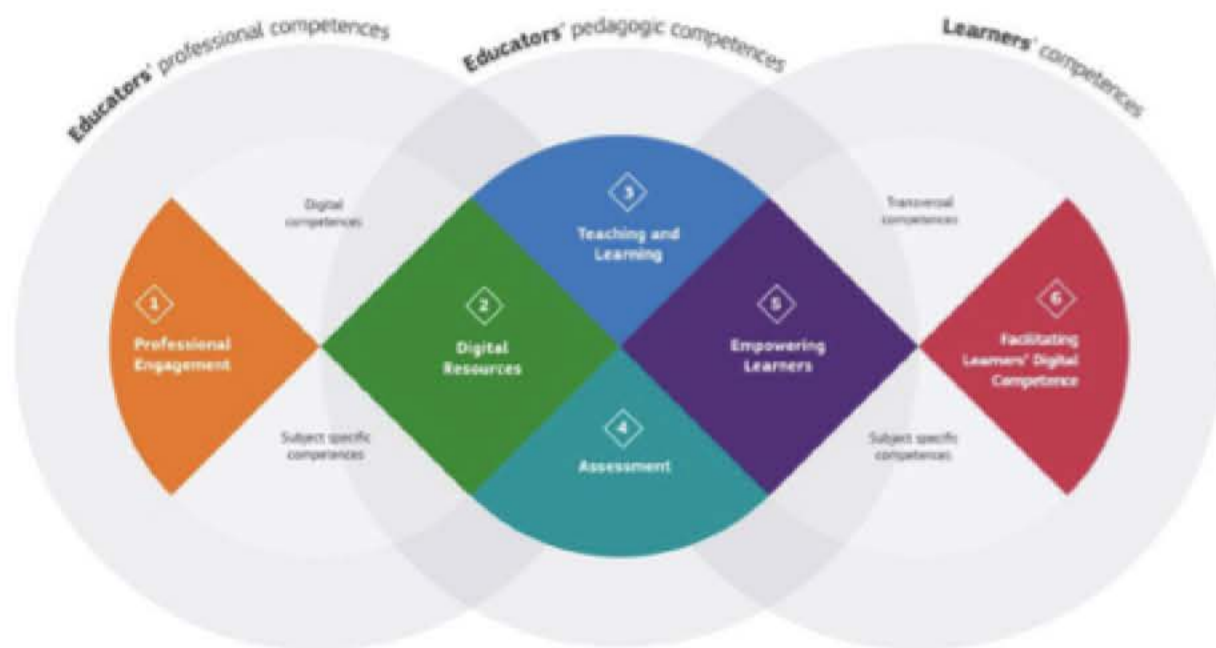 Educators' professional competences
Educators' pedagogic competences
Learners' competences
Digital
competences
3
Teaching and
Learning
Transversal
competences
1
Professional
Engagement
2
Digital
Resources
5
Empowering
Learners
6
Facilitating
Learners' Digital
Competence
Subject specific
competences
4
Assessment
Subject specific
competences